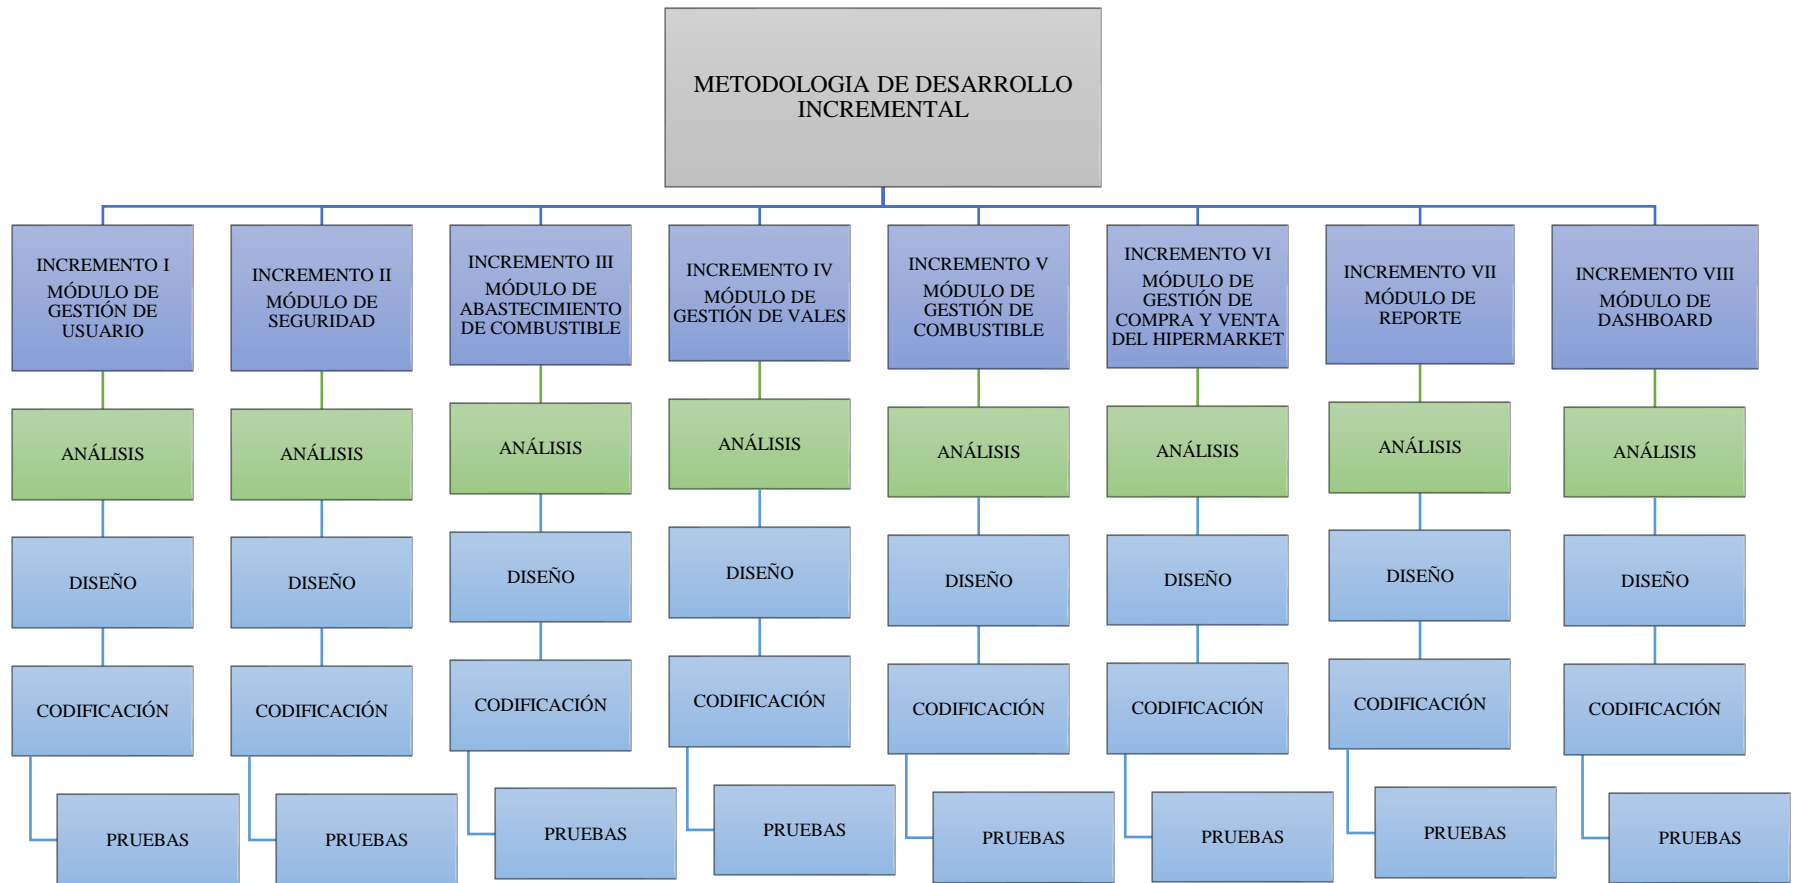 METODOLOGIA DE DESARROLLO
INCREMENTAL
INCREMENTO I
MÓDULO DE
GESTIÓN DE
USUARIO
INCREMENTO II
MÓDULO DE
SEGURIDAD
INCREMENTO III
MÓDULO DE
ABASTECIMIENTO
DE COMBUSTIBLE
INCREMENTO IV
MÓDULO DE
GESTIÓN DE VALES
INCREMENTO V
MÓDULO DE
GESTIÓN DE
COMBUSTIBLE
INCREMENTO VI
MÓDULO DE
GESTIÓN DE
COMPRA Y VENTA
DEL HIPERMARKET
INCREMENTO VII
MÓDULO DE
REPORTE
INCREMENTO VIII
MÓDULO DE
DASHBOARD
ANÁLISIS
ANÁLISIS
ANÁLISIS
ANÁLISIS
ANÁLISIS
ANÁLISIS
ANÁLISIS
ANÁLISIS
DISEÑO
DISEÑO
DISEÑO
DISEÑO
DISEÑO
DISEÑO
DISEÑO
DISEÑO
CODIFICACIÓN
CODIFICACIÓN
CODIFICACIÓN
CODIFICACIÓN
CODIFICACIÓN
CODIFICACIÓN
CODIFICACIÓN
CODIFICACIÓN
PRUEBAS
PRUEBAS
PRUEBAS
PRUEBAS
PRUEBAS
PRUEBAS
PRUEBAS
PRUEBAS